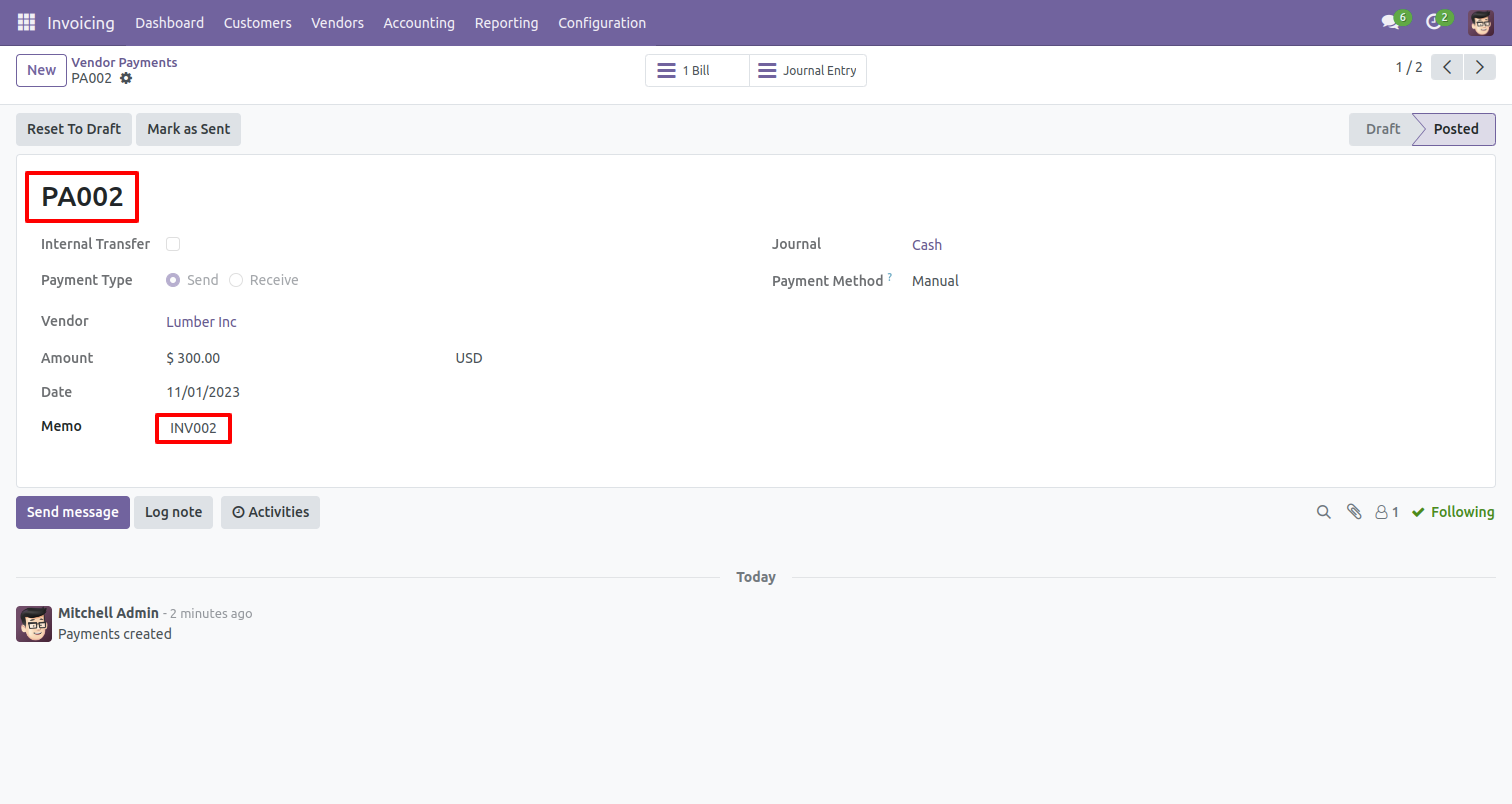 Invoicing Dashboard Customers Vendors Accounting Reporting Configuration 6 2
New Vendor Payments
PA002
1 Bill Journal Entry 1 / 2
Reset To Draft Mark as Sent Draft Posted
PA002
Internal Transfer
Journal Cash
Payment Type Send Receive
Payment Method ? Manual
Vendor Lumber Inc
Amount $ 300.00 USD
Date 11/01/2023
Memo INV002
Send message Log note Activities 1 Following
Today
Mitchell Admin - 2 minutes ago
Payments created